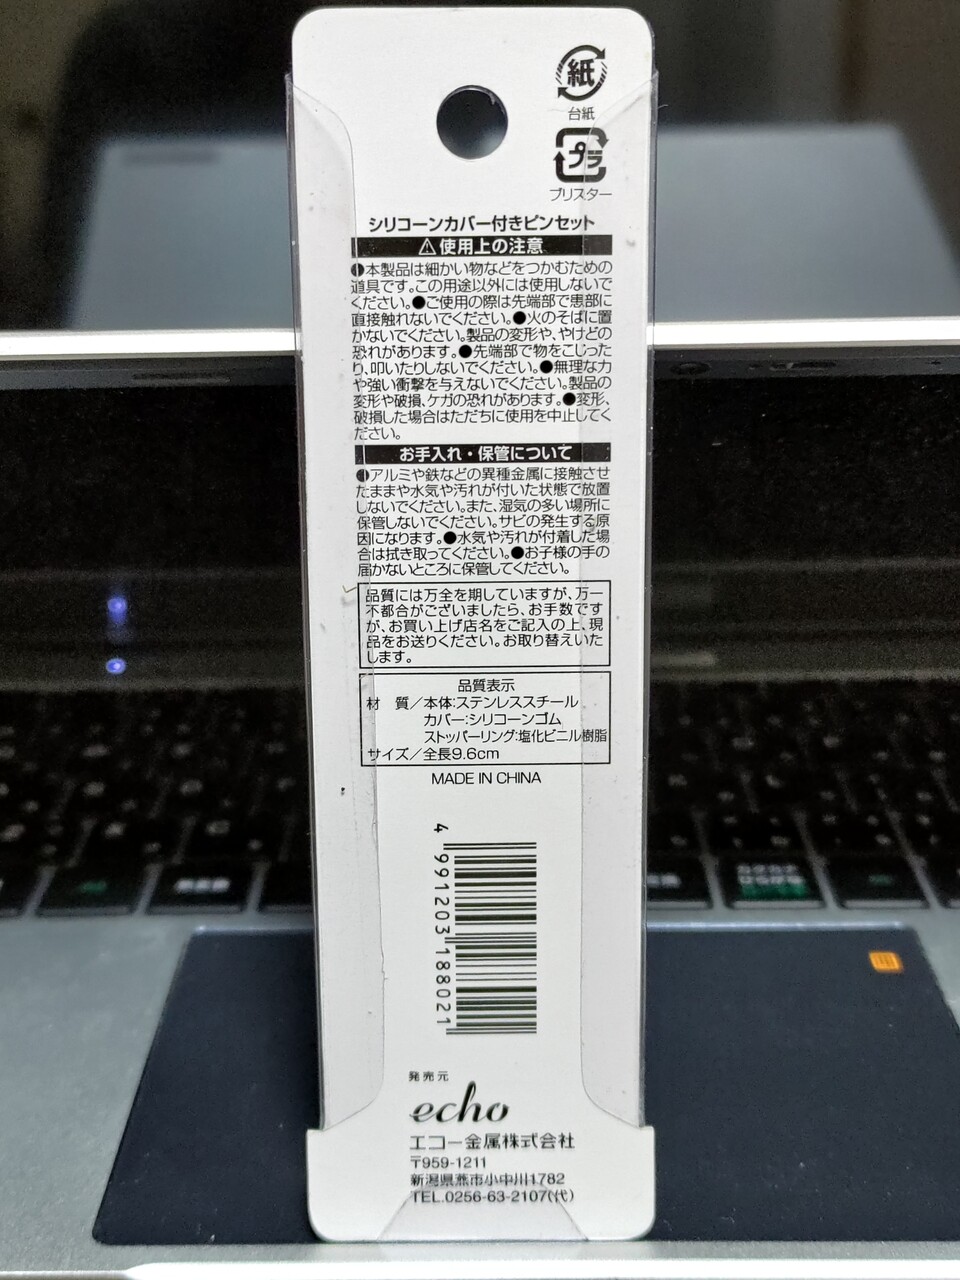 紙
台紙
プラ
ブリスター
シリコーンカバー付きピンセット
⚠使用上の注意
●本製品は細かい物などをつかむための
道具です。この用途以外には使用しないで
ください。●ご使用の際は先端部で患部に
直接触れないでください。●火のそばに置
かないでください。製品の変形や、やけどの
恐れがあります。●先端部で物をこじった
り、叩いたりしないでください。●無理な力
や強い衝撃を与えないでください。製品の
変形や破損、ケガの恐れがあります。●変形、
破損した場合はただちに使用を中止してく
ださい。
お手入れ・保管について
●アルミや鉄などの異種金属に接触させ
たままや水気や汚れが付いた状態で放置
しないでください。また、湿気の多い場所に
保管しないでください。サビの発生する原
因になります。●水気や汚れが付着した場
合は拭き取ってください。●お子様の手の
届かないところに保管してください。
品質には万全を期していますが、万一
不都合がございましたら、お手数です
が、お買い上げ店名をご記入の上、現
品をお送りください。お取り替えいた
します。
品質表示
材 質／本体:ステンレススチール
カバー:シリコーンゴム
ストッパーリング:塩化ビニル樹脂
サイズ／全長9.6cm
MADE IN CHINA
4 991203 188021
発売元
echo
エコー金属株式会社
〒959-1211
新潟県燕市小中川1782
TEL.0256-63-2107(代)
カタカナ
ひらがな